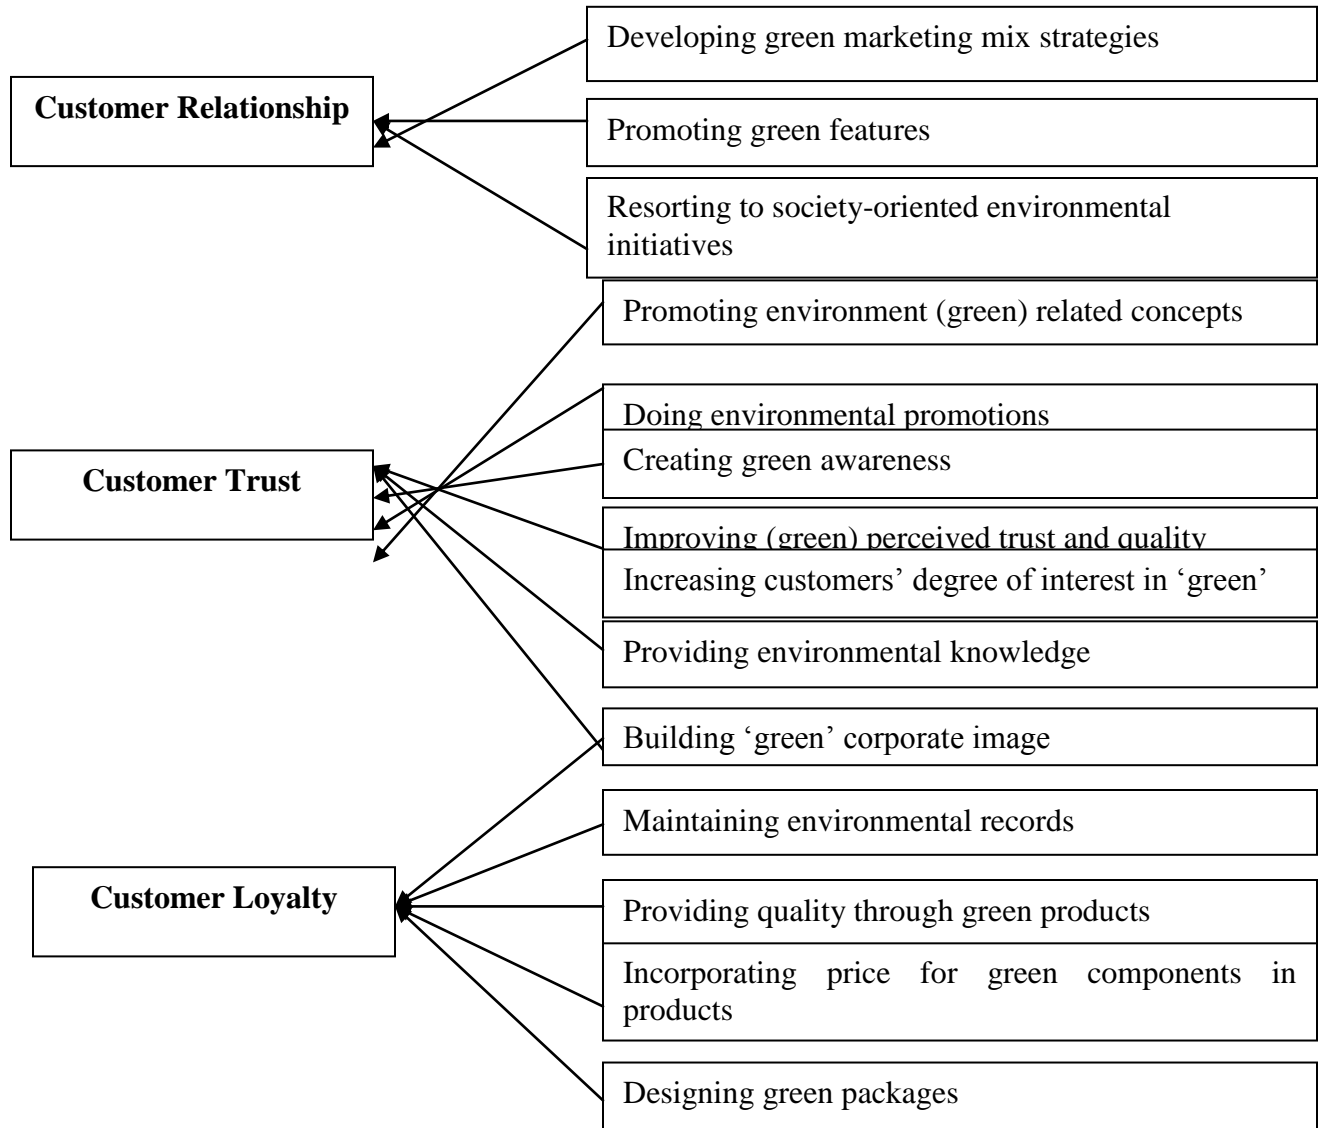 Developing green marketing mix strategies
Customer Relationship
Promoting green features
Resorting to society-oriented environmental
initiatives
Promoting environment (green) related concepts
Doing environmental promotions
Customer Trust
Creating green awareness
Improving (green) perceived trust and quality
Increasing customers’ degree of interest in ‘green’
Providing environmental knowledge
Building ‘green’ corporate image
Maintaining environmental records
Customer Loyalty
Providing quality through green products
Incorporating price for green components in
products
Designing green packages